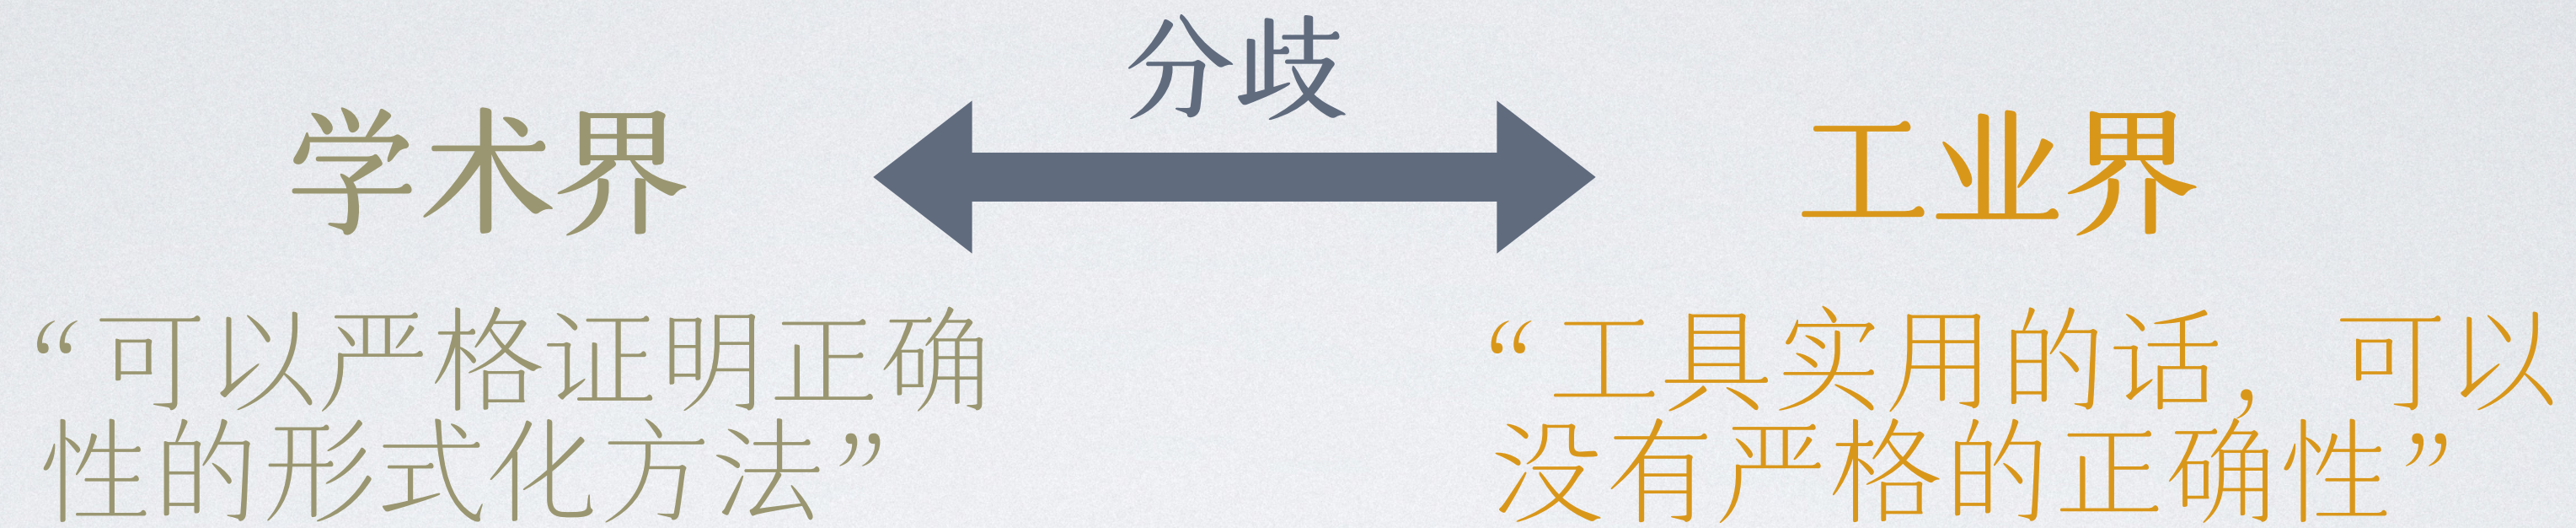 分歧
学术界
工业界
“可以严格证明正确
性的形式化方法”
“工具实用的话，可以
没有严格的正确性”